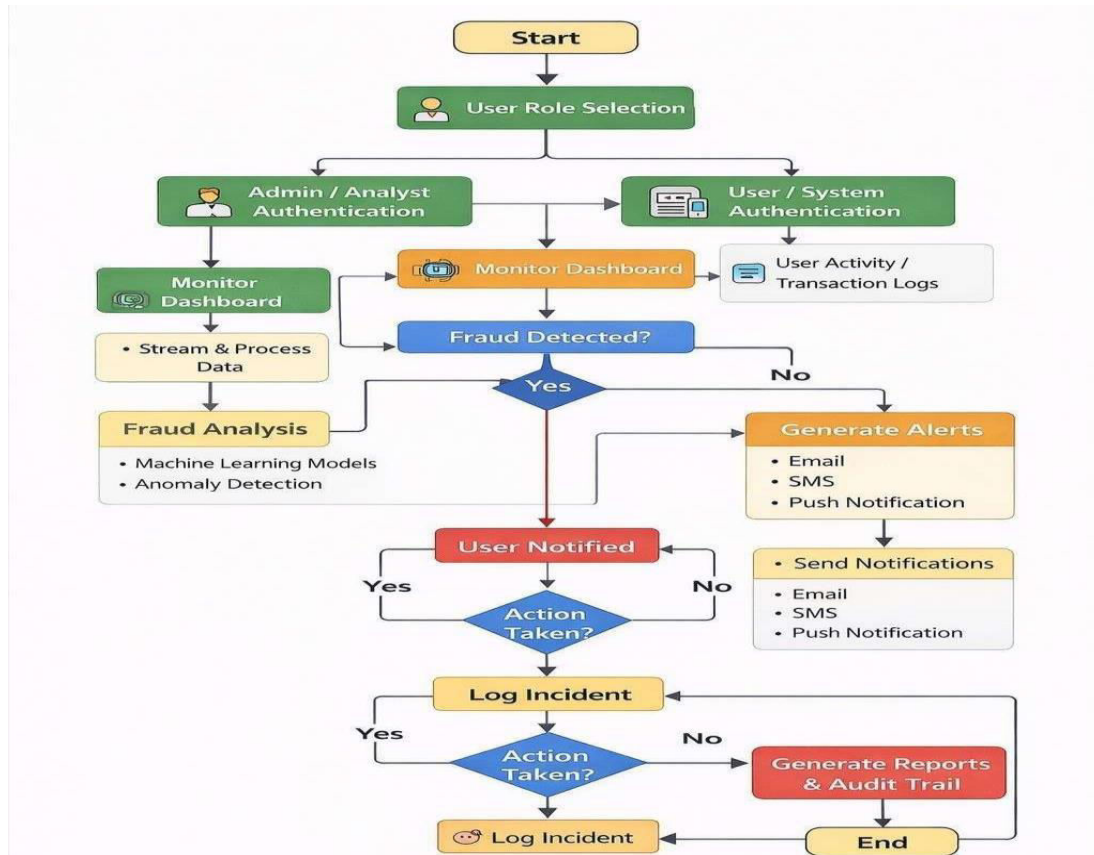 Start
User Role Selection
Admin / Analyst
Authentication
User / System
Authentication
Monitor
Dashboard
Monitor Dashboard
User Activity /
Transaction Logs
• Stream & Process
Data
Fraud Detected?
No
Yes
Fraud Analysis
• Machine Learning Models
• Anomaly Detection
Generate Alerts
• Email
• SMS
• Push Notification
User Notified
• Send Notifications
• Email
• SMS
• Push Notification
Yes
No
Action
Taken?
Log Incident
Yes
No
Action
Taken?
Generate Reports
& Audit Trail
Log Incident
End